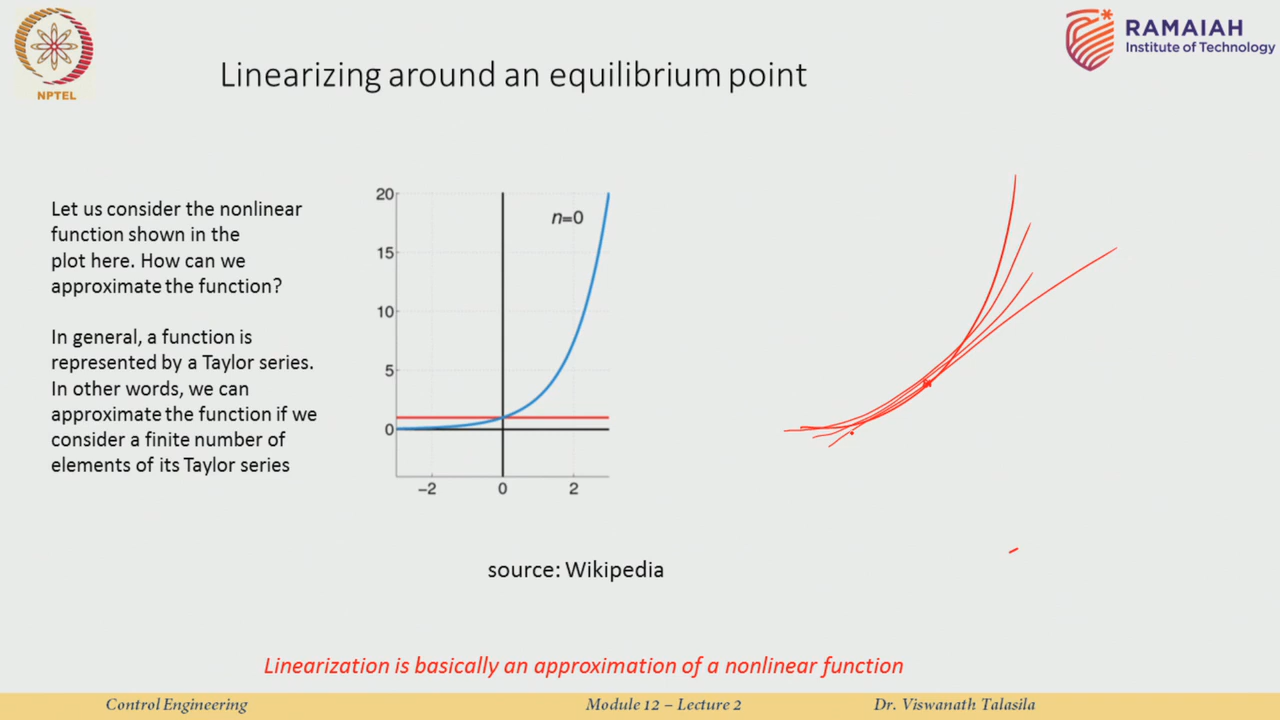 NPTEL
RAMAIAH
Institute of Technology
Linearizing around an equilibrium point
Let us consider the nonlinear
function shown in the
plot here. How can we
approximate the function?
In general, a function is
represented by a Taylor series.
In other words, we can
approximate the function if we
consider a finite number of
elements of its Taylor series
20
n=0
15
10
5
0
−2 0 2
source: Wikipedia
Linearization is basically an approximation of a nonlinear function
Control Engineering Module 12 – Lecture 2 Dr. Viswanath Talasila